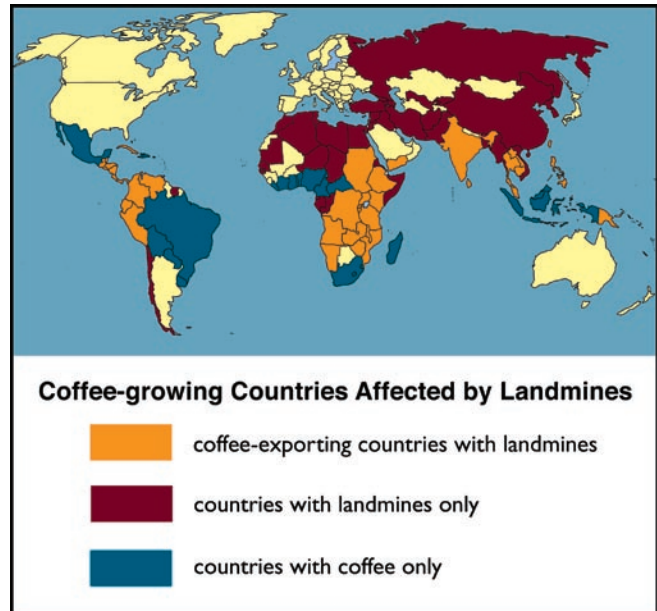 Coffee-growing Countries Affected by Landmines
coffee-exporting countries with landmines
countries with landmines only
countries with coffee only